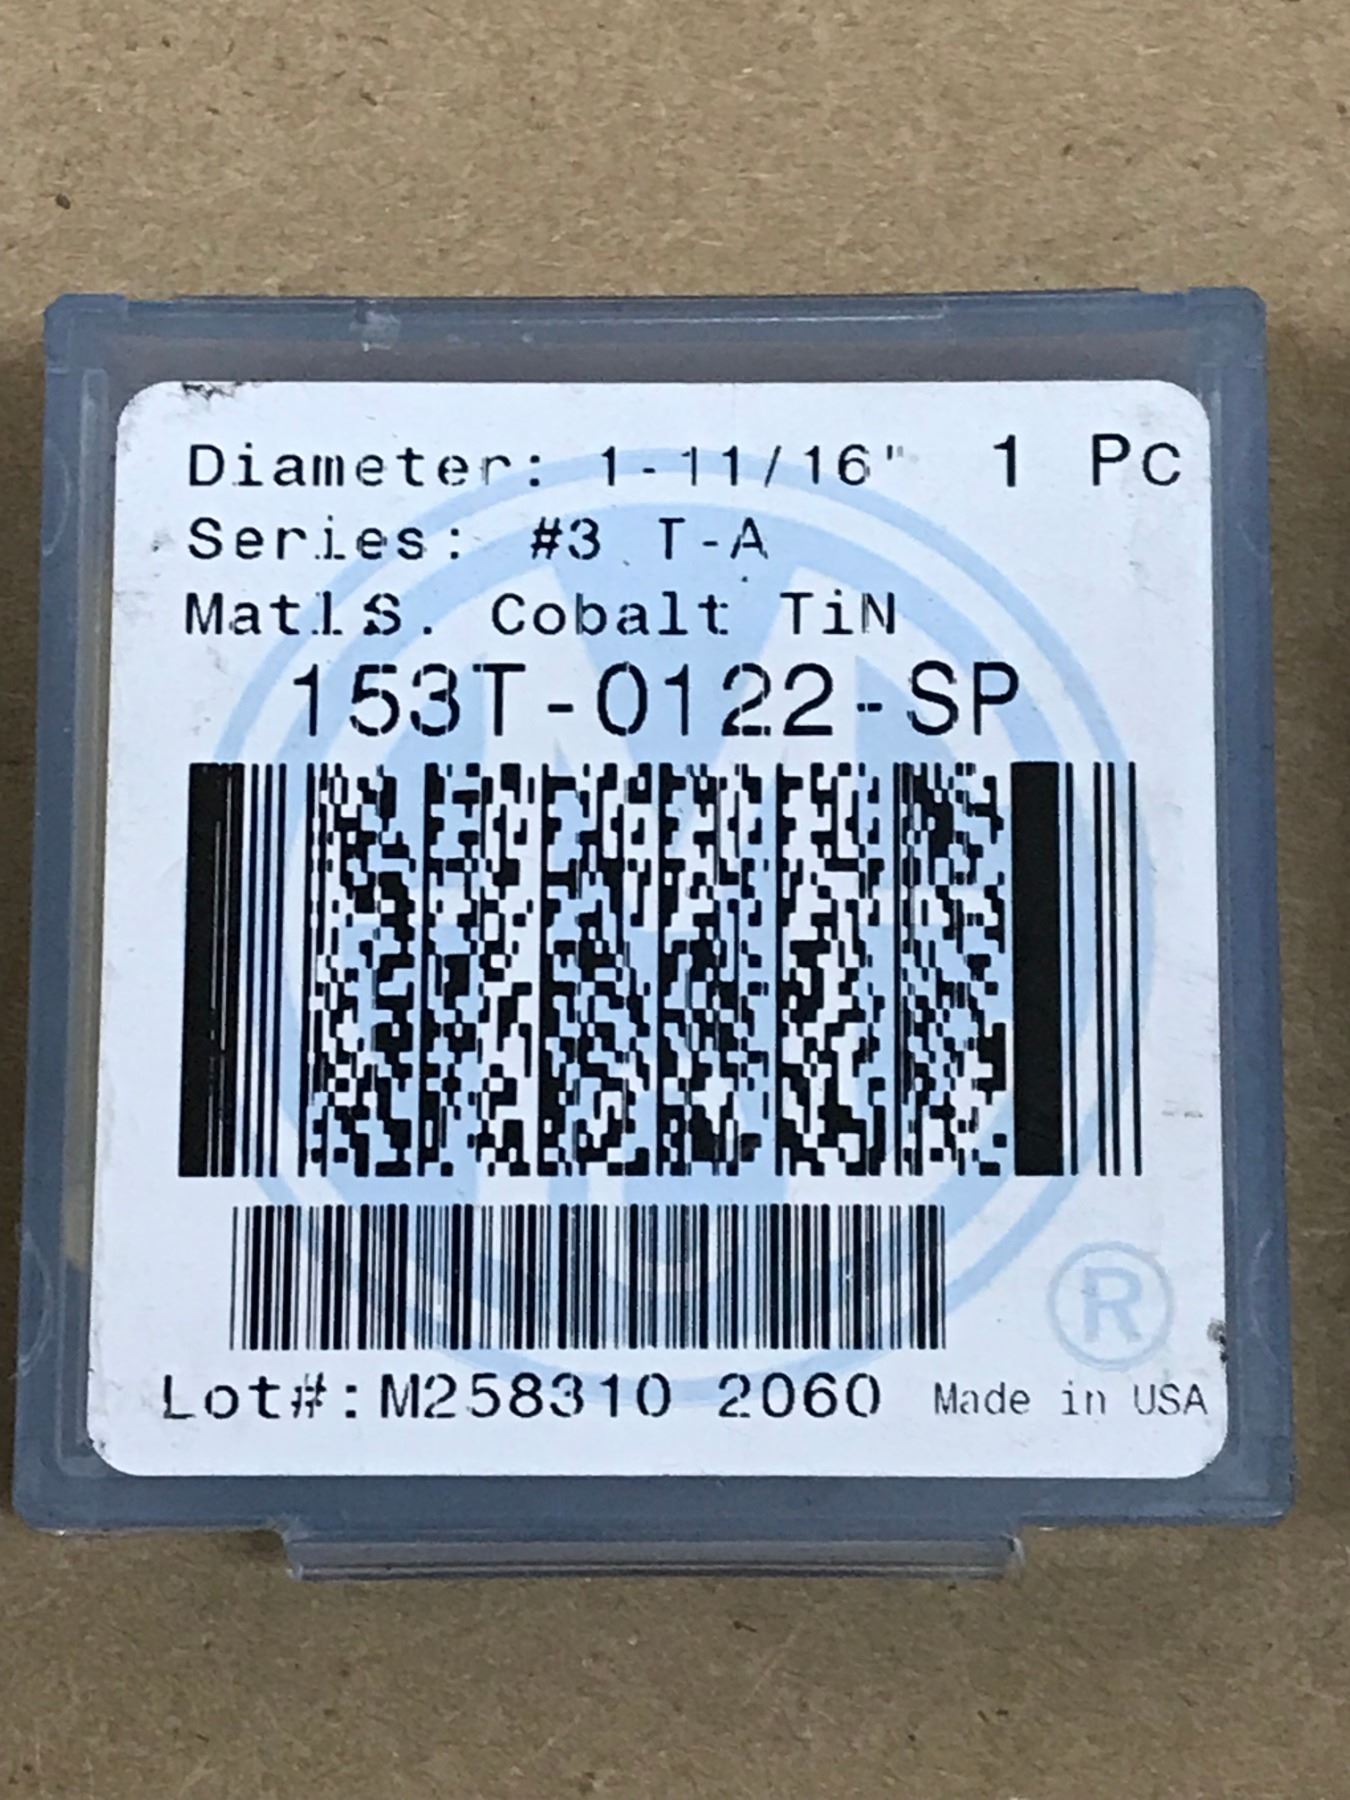 Diameter: 1-11/16" 1 Pc
Series: #3 T-A
Matl S. Cobalt TiN
153T-0122-SP
®
Lot#:M258310 2060 Made in USA